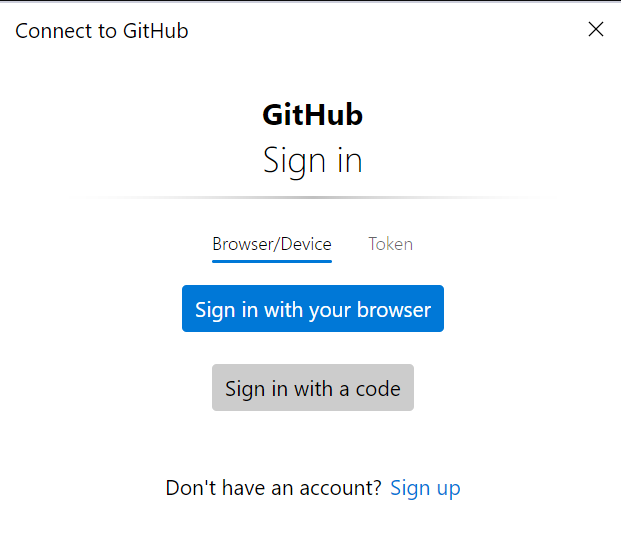 Connect to GitHub
GitHub
Sign in
Browser/Device Token
Sign in with your browser
Sign in with a code
Don't have an account? Sign up